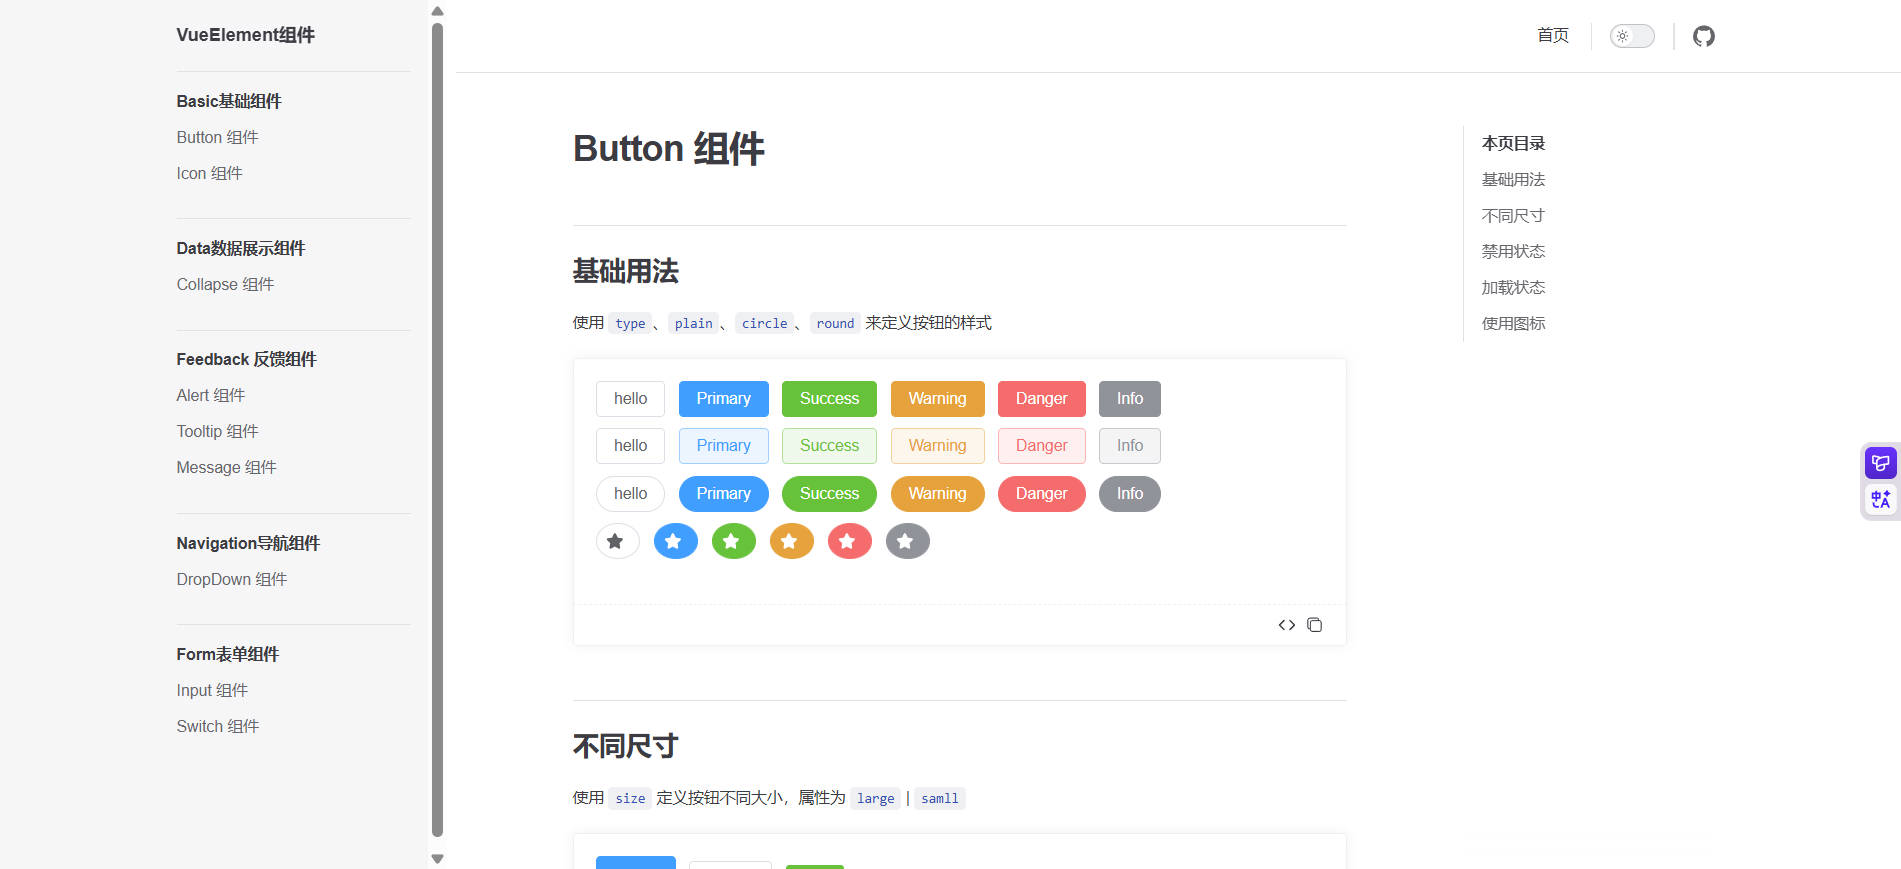 VueElement组件
Basic基础组件
Button 组件
Icon 组件
Data数据展示组件
Collapse 组件
Feedback 反馈组件
Alert 组件
Tooltip 组件
Message 组件
Navigation导航组件
DropDown 组件
Form表单组件
Input 组件
Switch 组件
首页
Button 组件
基础用法
使用 type 、 plain 、 circle 、 round 来定义按钮的样式
hello Primary Success Warning Danger Info
hello Primary Success Warning Danger Info
hello Primary Success Warning Danger Info
不同尺寸
使用 size 定义按钮不同大小，属性为 large | samll
本页目录
基础用法
不同尺寸
禁用状态
加载状态
使用图标